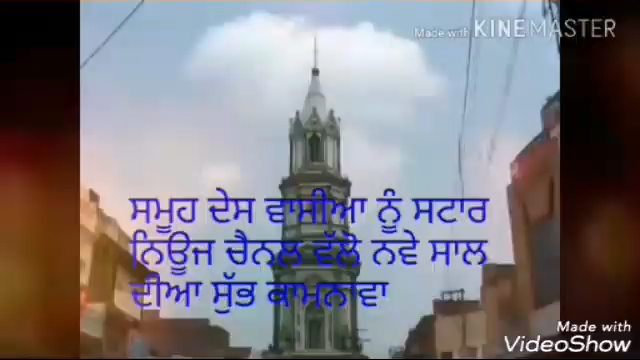 Made with KINEMASTER
ਸਮੂਹ ਦੇਸ ਵਾਸੀਆ ਨੂੰ ਸਟਾਰ
ਨਿਊਜ ਚੈਨਲ ਵੱਲੋ ਨਵੇ ਸਾਲ
ਦੀਆ ਸੁੱਭ ਕਾਮਨਾਵਾ
Made with
VideoShow